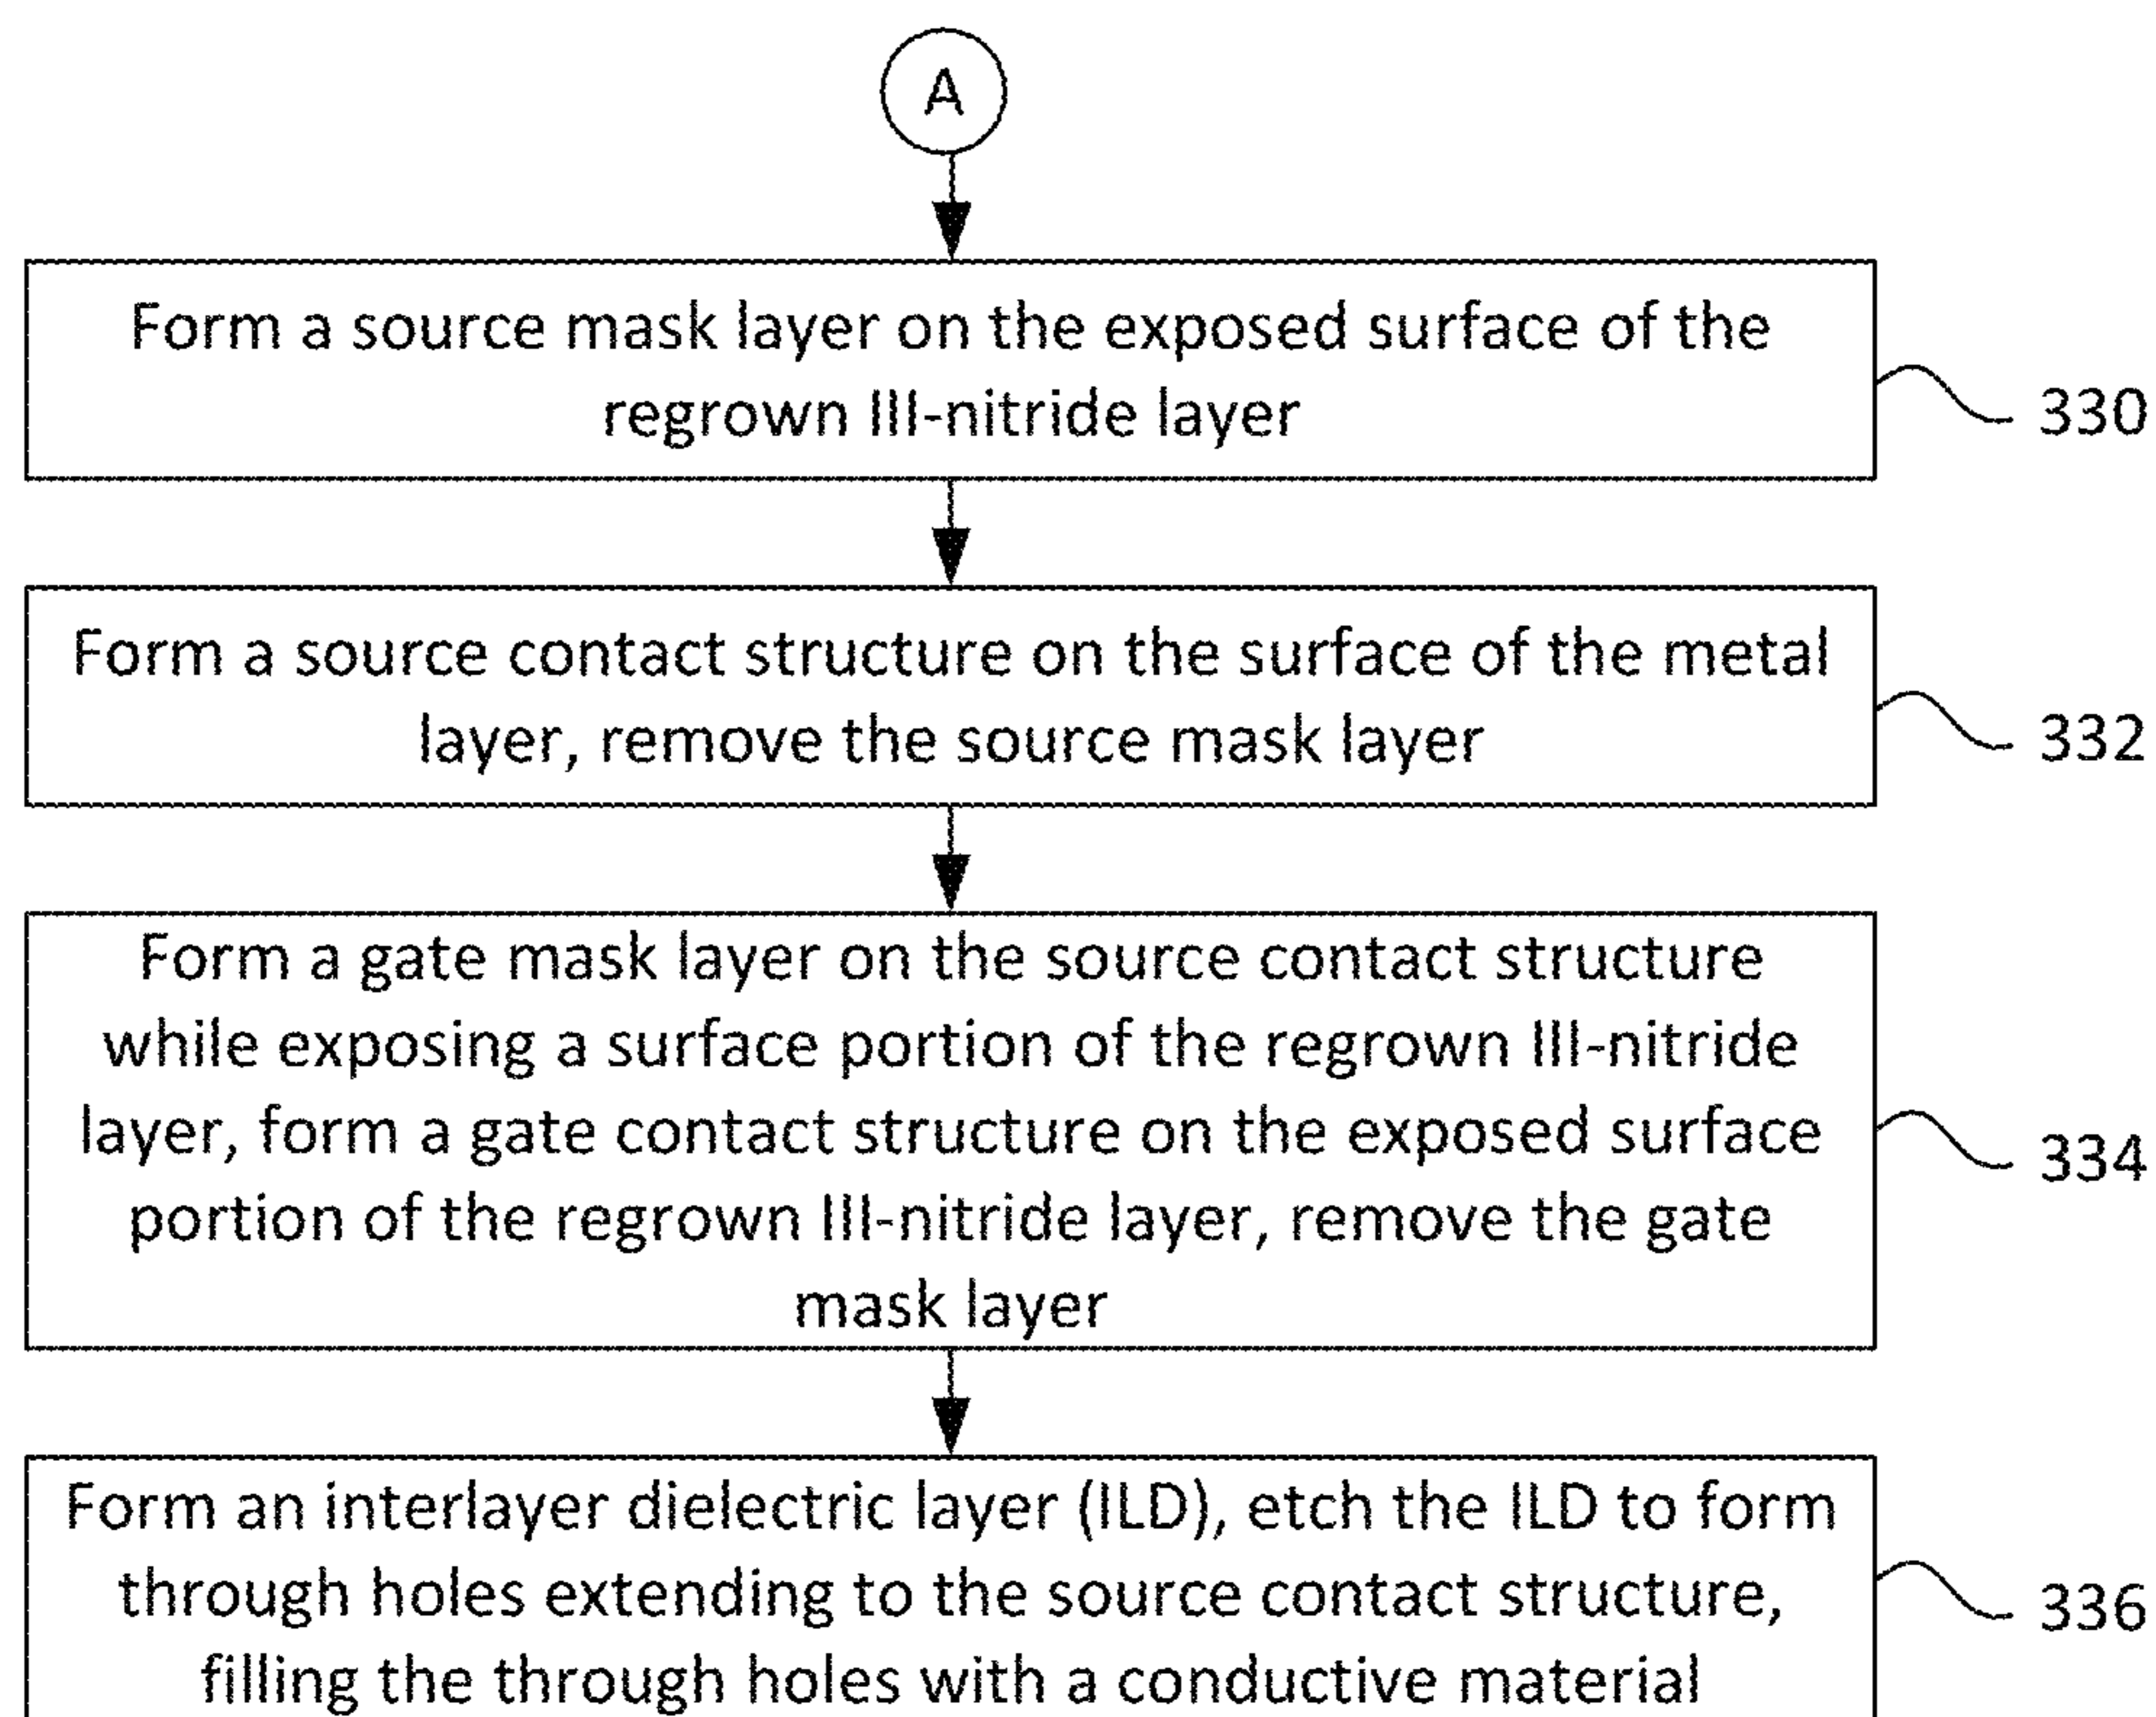 A
Form a source mask layer on the exposed surface of the
regrown III-nitride layer
330
Form a source contact structure on the surface of the metal
layer, remove the source mask layer
332
Form a gate mask layer on the source contact structure
while exposing a surface portion of the regrown III-nitride
layer, form a gate contact structure on the exposed surface
portion of the regrown III-nitride layer, remove the gate
mask layer
334
Form an interlayer dielectric layer (ILD), etch the ILD to form
through holes extending to the source contact structure,
filling the through holes with a conductive material
336